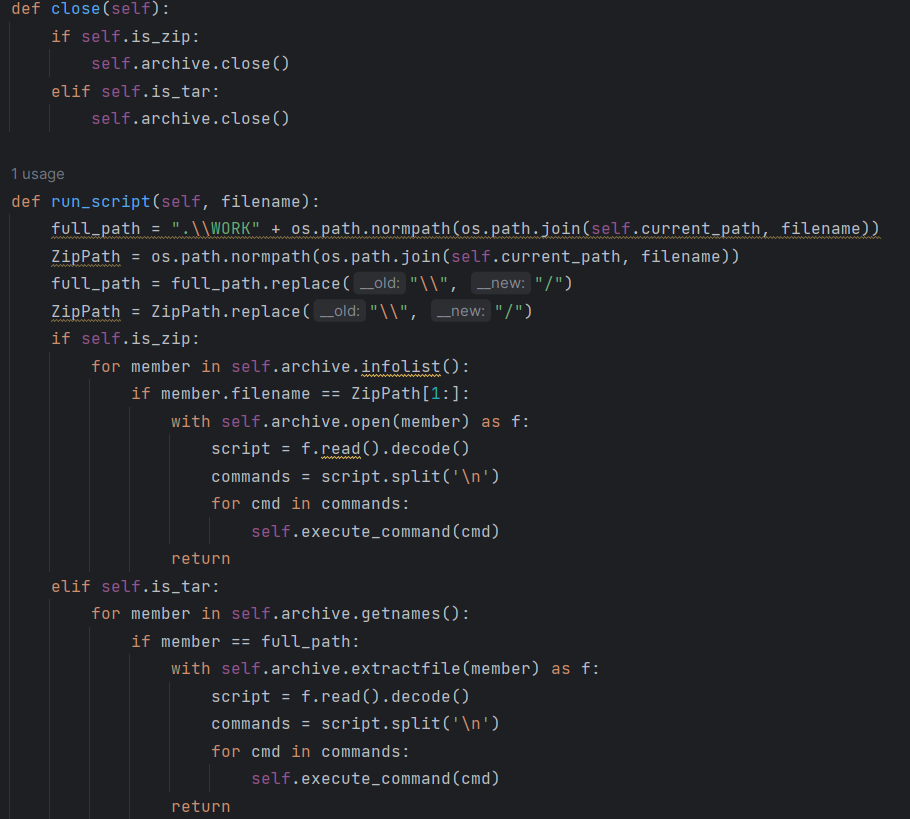 def close(self):
    if self.is_zip:
        self.archive.close()
    elif self.is_tar:
        self.archive.close()
1 usage
def run_script(self, filename):
    full_path = ".\\WORK" + os.path.normpath(os.path.join(self.current_path, filename))
    ZipPath = os.path.normpath(os.path.join(self.current_path, filename))
    full_path = full_path.replace(__old: "\\", __new: "/")
    ZipPath = ZipPath.replace(__old: "\\", __new: "/")
    if self.is_zip:
        for member in self.archive.infolist():
            if member.filename == ZipPath[1:]:
                with self.archive.open(member) as f:
                    script = f.read().decode()
                    commands = script.split('\n')
                    for cmd in commands:
                        self.execute_command(cmd)
                return
    elif self.is_tar:
        for member in self.archive.getnames():
            if member == full_path:
                with self.archive.extractfile(member) as f:
                    script = f.read().decode()
                    commands = script.split('\n')
                    for cmd in commands:
                        self.execute_command(cmd)
                return